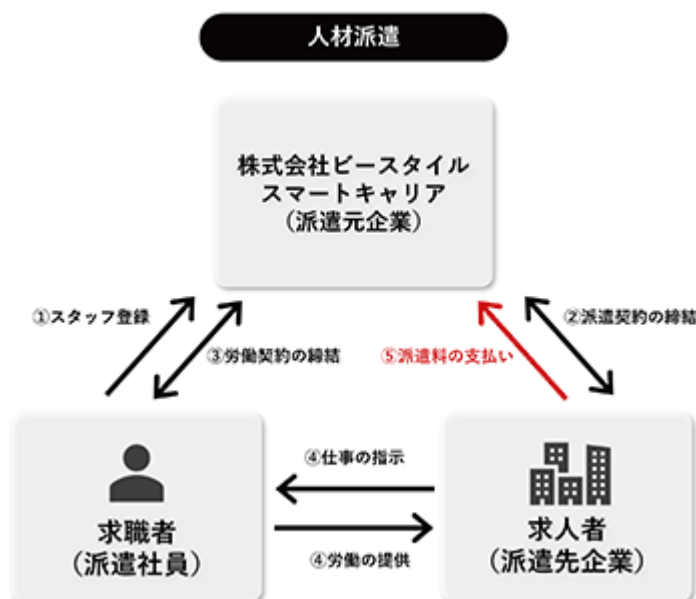 人材派遣
株式会社ビースタイル
スマートキャリア
（派遣元企業）
①スタッフ登録
②派遣契約の締結
③労働契約の締結
⑤派遣料の支払い
④仕事の指示
求職者
（派遣社員）
求人者
（派遣先企業）
④労働の提供